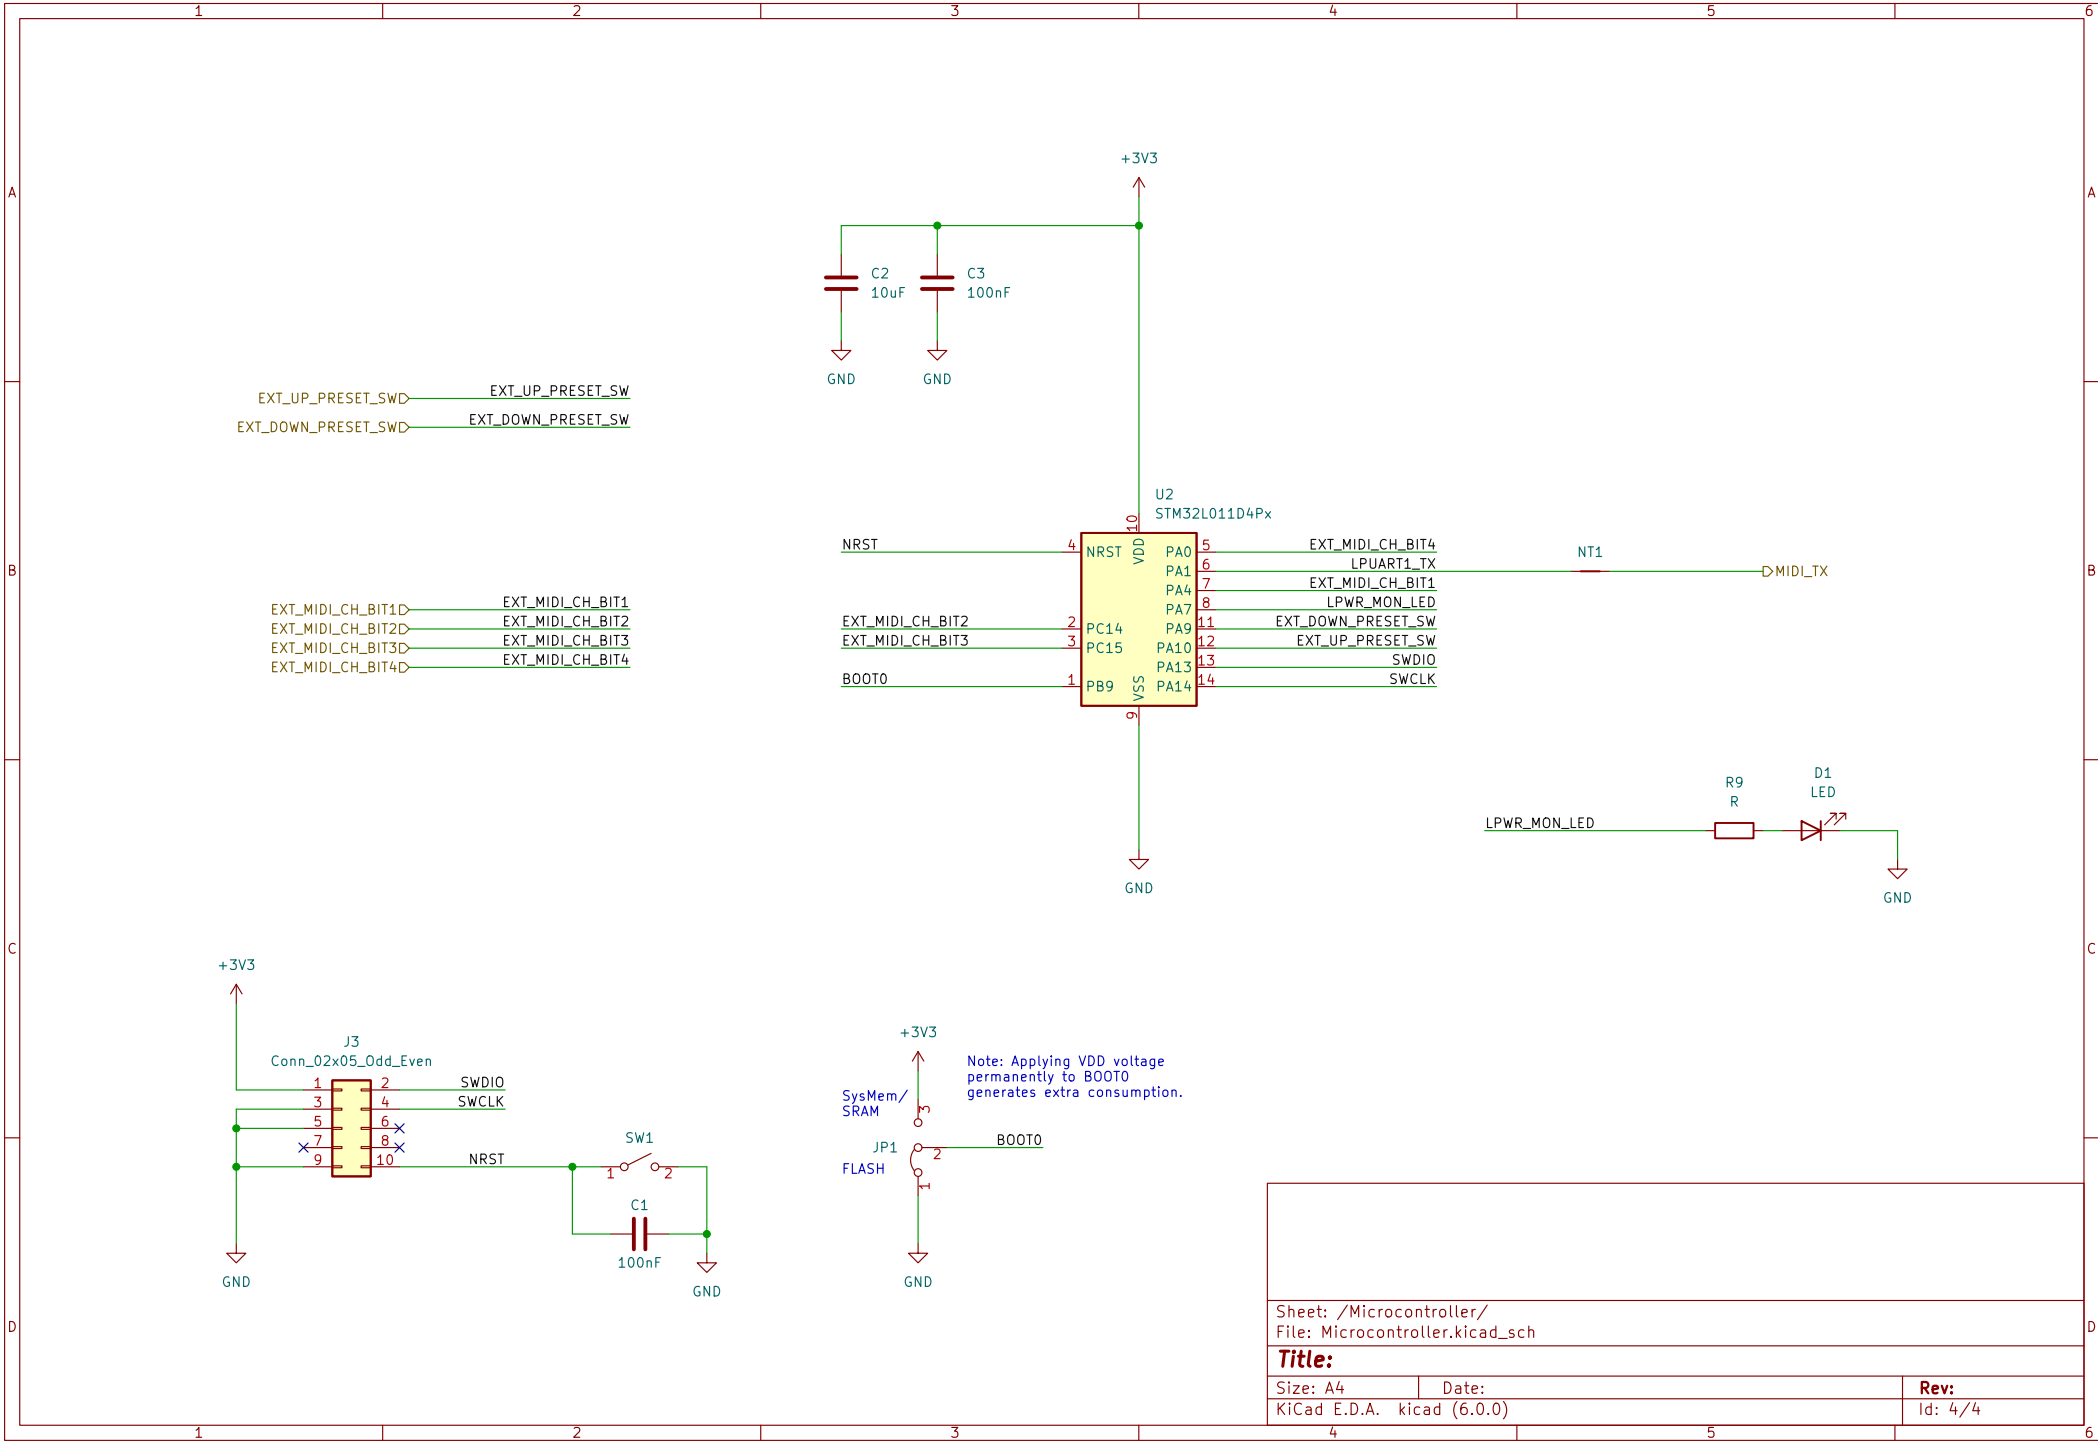 1 2 3 4 5 6
A A
B B
C C
D D
1 2 3 4 5 6
+3V3
C2
10uF
C3
100nF
GND
GND
EXT_UP_PRESET_SW EXT_UP_PRESET_SW
EXT_DOWN_PRESET_SW EXT_DOWN_PRESET_SW
EXT_MIDI_CH_BIT1 EXT_MIDI_CH_BIT1
EXT_MIDI_CH_BIT2 EXT_MIDI_CH_BIT2
EXT_MIDI_CH_BIT3 EXT_MIDI_CH_BIT3
EXT_MIDI_CH_BIT4 EXT_MIDI_CH_BIT4
U2
STM32L011D4Px
10
VDD
NRST 4 NRST
EXT_MIDI_CH_BIT2 2 PC14
EXT_MIDI_CH_BIT3 3 PC15
BOOT0 1 PB9
PA0 5 EXT_MIDI_CH_BIT4
PA1 6 LPUART1_TX
PA4 7 EXT_MIDI_CH_BIT1
PA7 8 LPWR_MON_LED
PA9 11 EXT_DOWN_PRESET_SW
PA10 12 EXT_UP_PRESET_SW
PA13 13 SWDIO
PA14 14 SWCLK
VSS
9
GND
NT1
MIDI_TX
R9
R
D1
LED
LPWR_MON_LED
GND
+3V3
J3
Conn_02x05_Odd_Even
1 2 SWDIO
3 4 SWCLK
5 6
7 8
9 10 NRST
GND
SW1
1 2
C1
100nF
GND
+3V3
Note: Applying VDD voltage
permanently to BOOT0
generates extra consumption.
SysMem/
SRAM
3
JP1
2
BOOT0
FLASH
1
GND
Sheet: /Microcontroller/
File: Microcontroller.kicad_sch
Title:
Size: A4 Date: Rev:
KiCad E.D.A. kicad (6.0.0) Id: 4/4